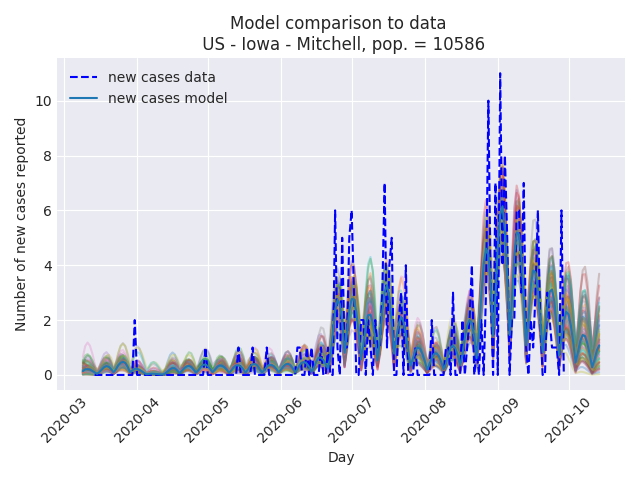 Model comparison to data
US - Iowa - Mitchell, pop. = 10586
new cases data
new cases model
Number of new cases reported
10
8
6
4
2
0
2020-03
2020-04
2020-05
2020-06
2020-07
2020-08
2020-09
2020-10
Day